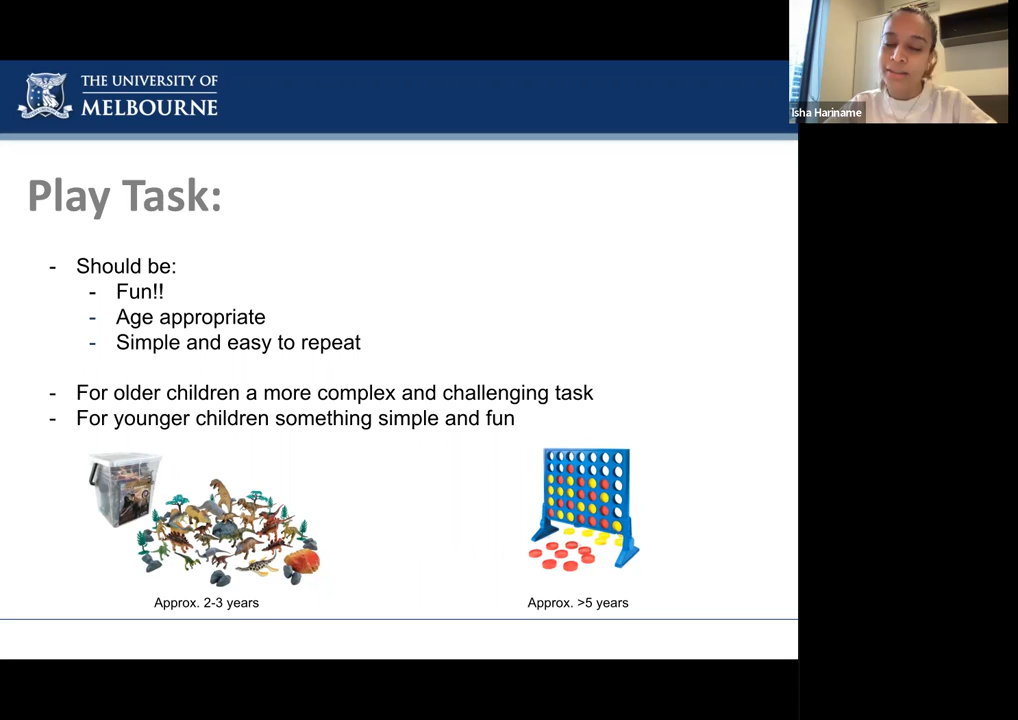 THE UNIVERSITY OF
MELBOURNE
Isha Hariname
Play Task:
- Should be:
- Fun!!
- Age appropriate
- Simple and easy to repeat
- For older children a more complex and challenging task
- For younger children something simple and fun
Approx. 2-3 years
Approx. >5 years